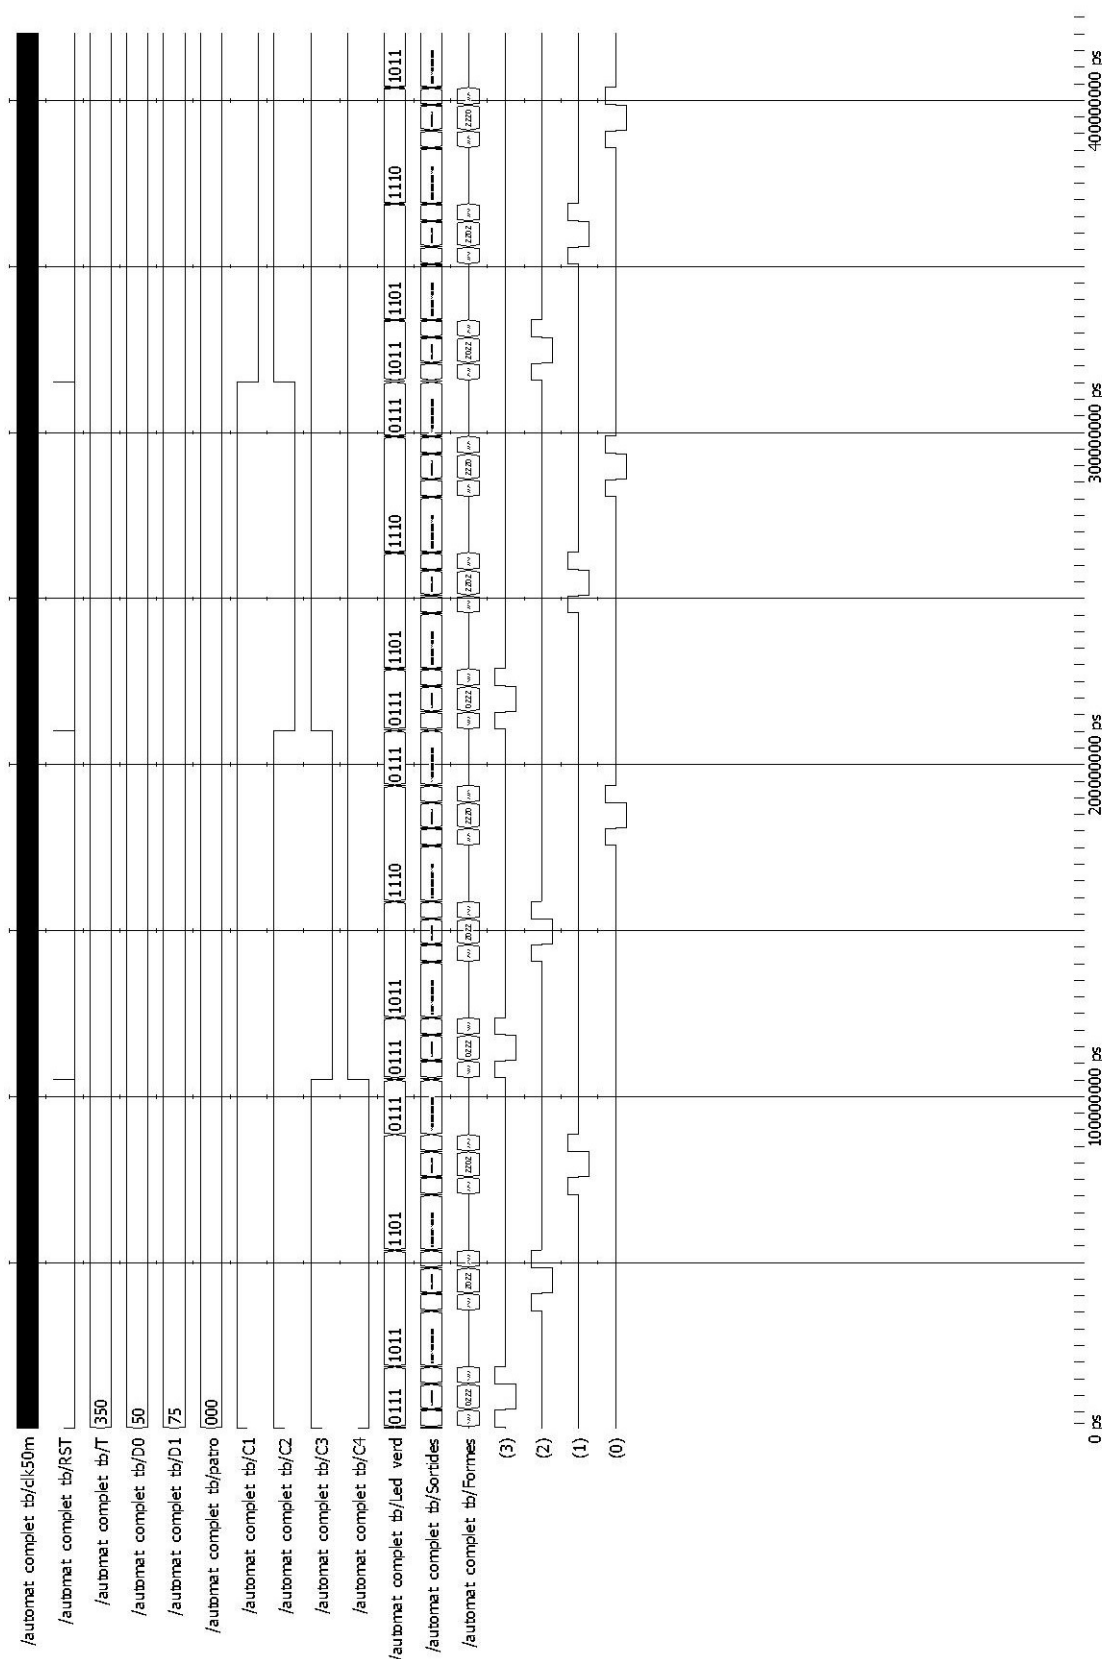 /automat complet tb/clk50m
/automat complet tb/RST
/automat complet tb/T 350
/automat complet tb/D0 50
/automat complet tb/D1 75
/automat complet tb/patro 000
/automat complet tb/C1
/automat complet tb/C2
/automat complet tb/C3
/automat complet tb/C4
/automat complet tb/Led verd 0111 1011 1101 0111 0111 1011 1110 0111 0111 1101 1110 0111 1011 1101 1110 1011
/automat complet tb/Sortides
/automat complet tb/Formes 0ZZZ Z0ZZ ZZ0Z 0ZZZ Z0ZZ ZZZ0 0ZZZ ZZ0Z ZZZ0 Z0ZZ ZZ0Z ZZZ0
(3)
(2)
(1)
(0)
0 ps 100000000 ps 200000000 ps 300000000 ps 400000000 ps